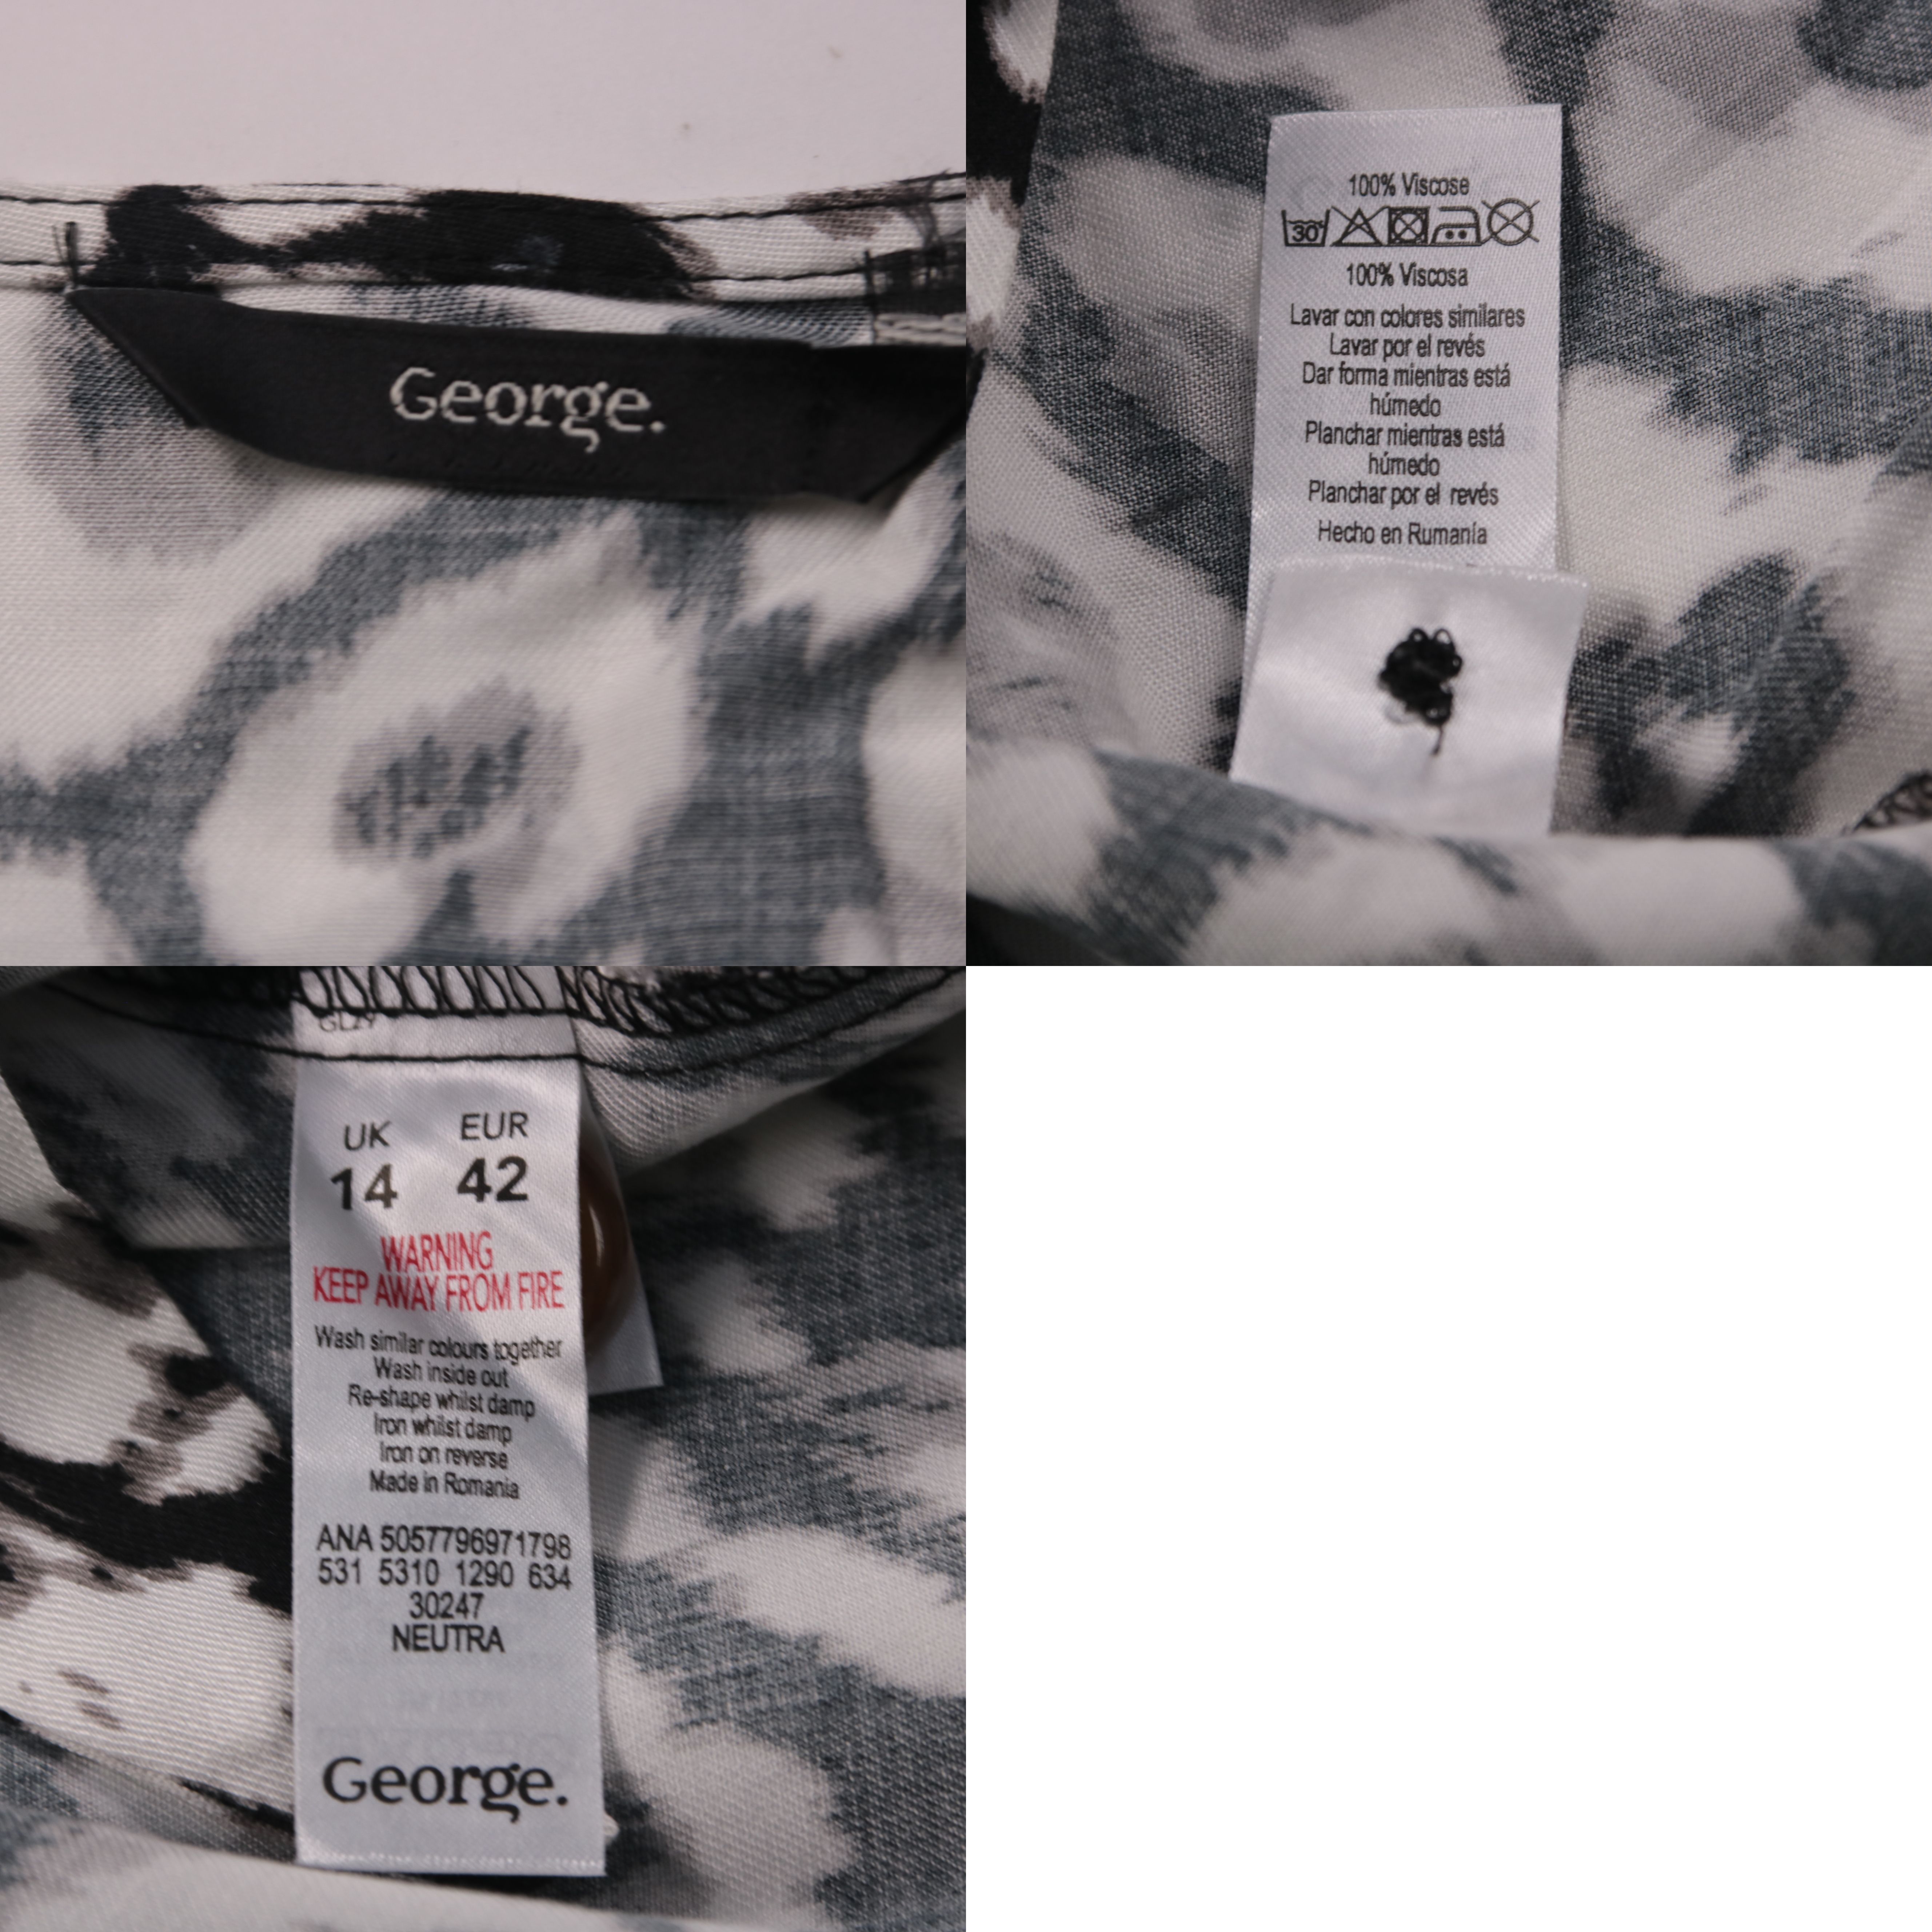 George.
100% Viscose
30°
100% Viscosa
Lavar con colores similares
Lavar por el revés
Dar forma mientras está
húmedo
Planchar mientras está
húmedo
Planchar por el revés
Hecho en Rumanía
UK EUR
14 42
WARNING
KEEP AWAY FROM FIRE
Wash similar colours together
Wash inside out
Re-shape whilst damp
Iron whilst damp
Iron on reverse
Made in Romania
ANA 5057796971798
531 5310 1290 634
30247
NEUTRA
George.